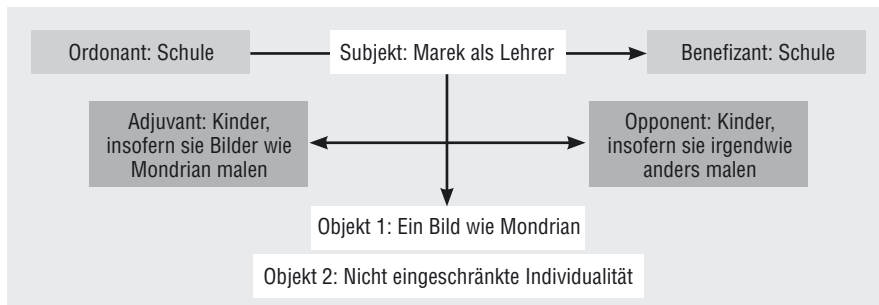 Ordonant: Schule
Subjekt: Marek als Lehrer
Benefizant: Schule
Adjuvant: Kinder,
insofern sie Bilder wie
Mondrian malen
Opponent: Kinder,
insofern sie irgendwie
anders malen
Objekt 1: Ein Bild wie Mondrian
Objekt 2: Nicht eingeschränkte Individualität